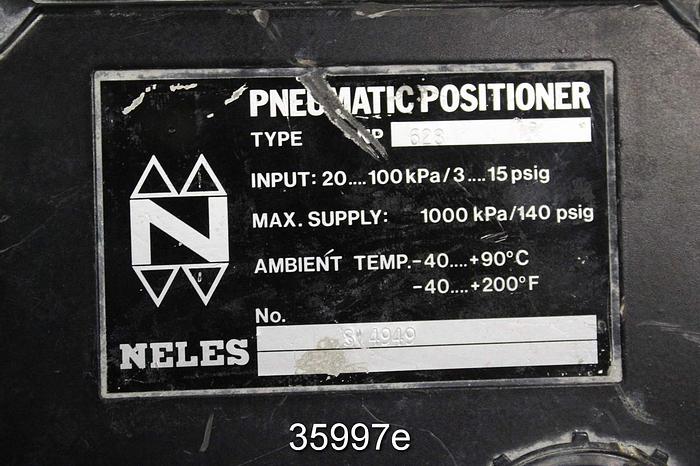 PNEUMATIC POSITIONER
TYPE
INPUT: 20....100 kPa/3....15 psig
MAX. SUPPLY: 1000 kPa/140 psig
AMBIENT TEMP.-40....+90°C
-40....+200°F
No.
4949
N
NELES
35997e